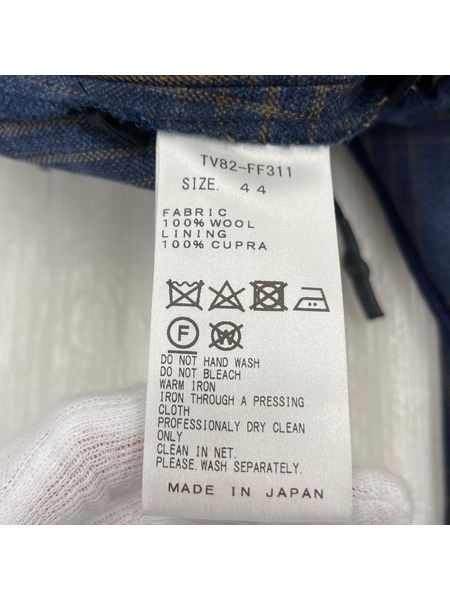 TV82-FF311
SIZE. 44
FABRIC
100% WOOL
LINING
100% CUPRA
F W
DO NOT HAND WASH
DO NOT BLEACH
WARM IRON
IRON THROUGH A PRESSING
CLOTH
PROFESSIONALY DRY CLEAN
ONLY
CLEAN IN NET.
PLEASE, WASH SEPARATELY.
MADE IN JAPAN